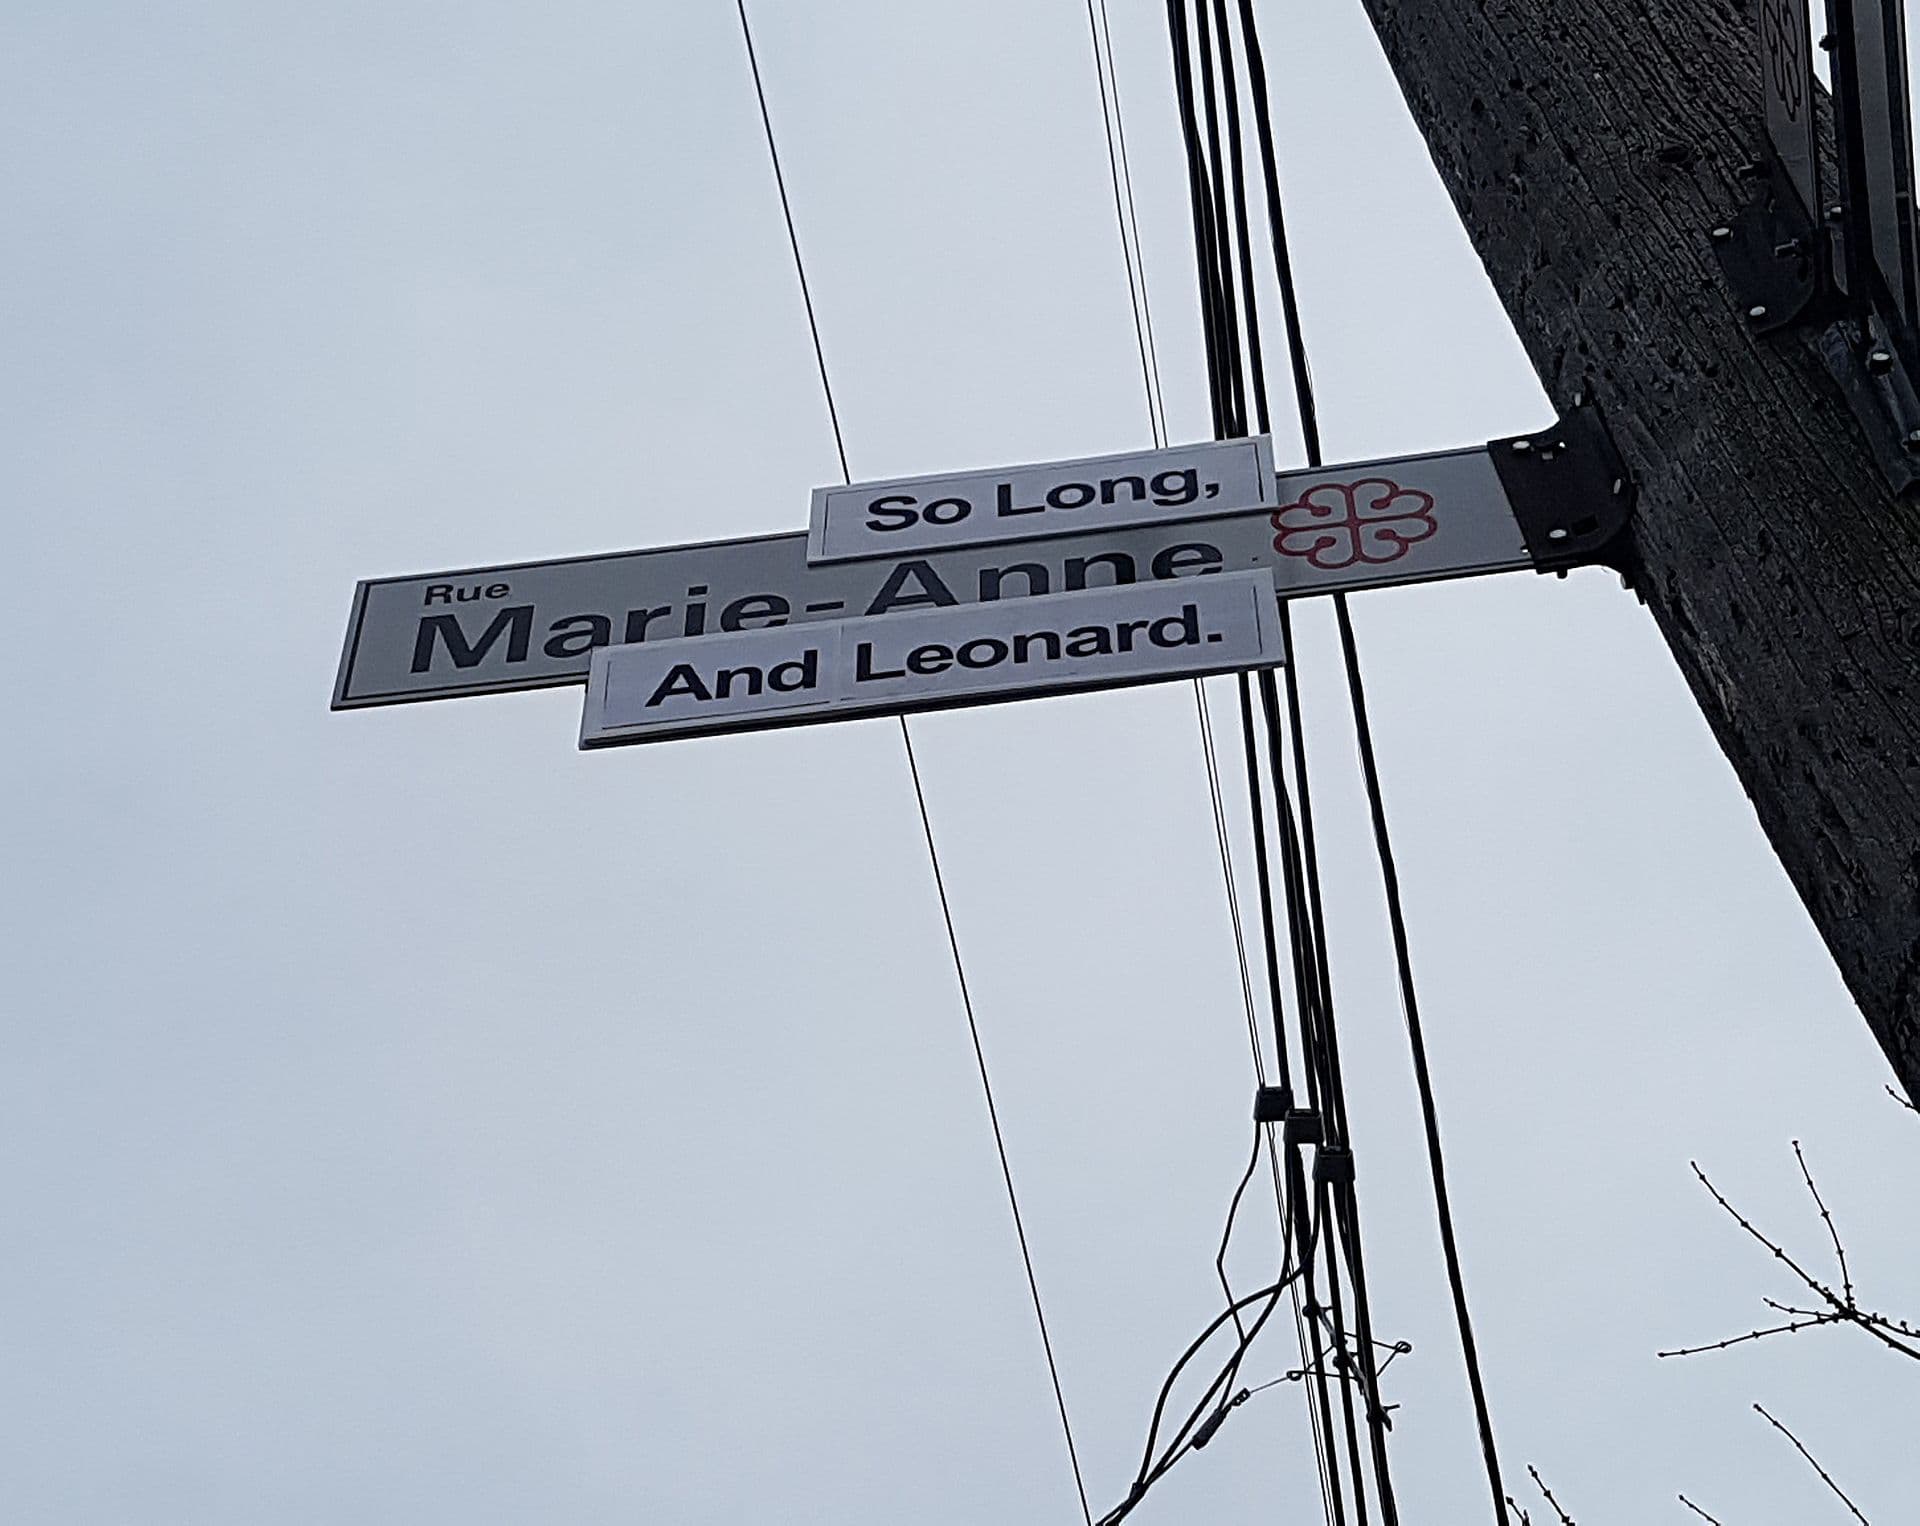 So Long,
Rue
Marie-Anne
And Leonard.